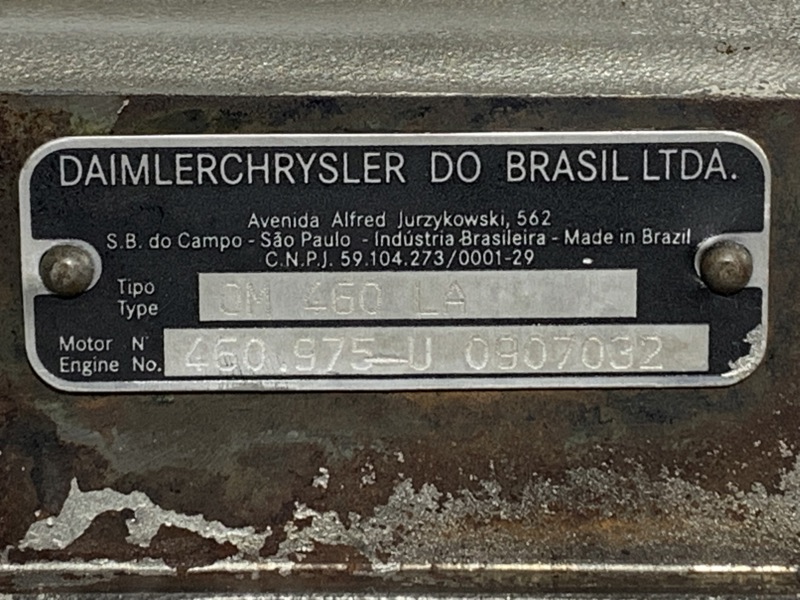 DAIMLERCHRYSLER DO BRASIL LTDA.
Avenida Alfred Jurzykowski, 562
S.B. do Campo - São Paulo - Indústria Brasileira - Made in Brazil
C.N.P.J. 59.104.273/0001-29
Tipo
Type OM 460 LA
Motor N°
Engine No. 460.975-U 0907032